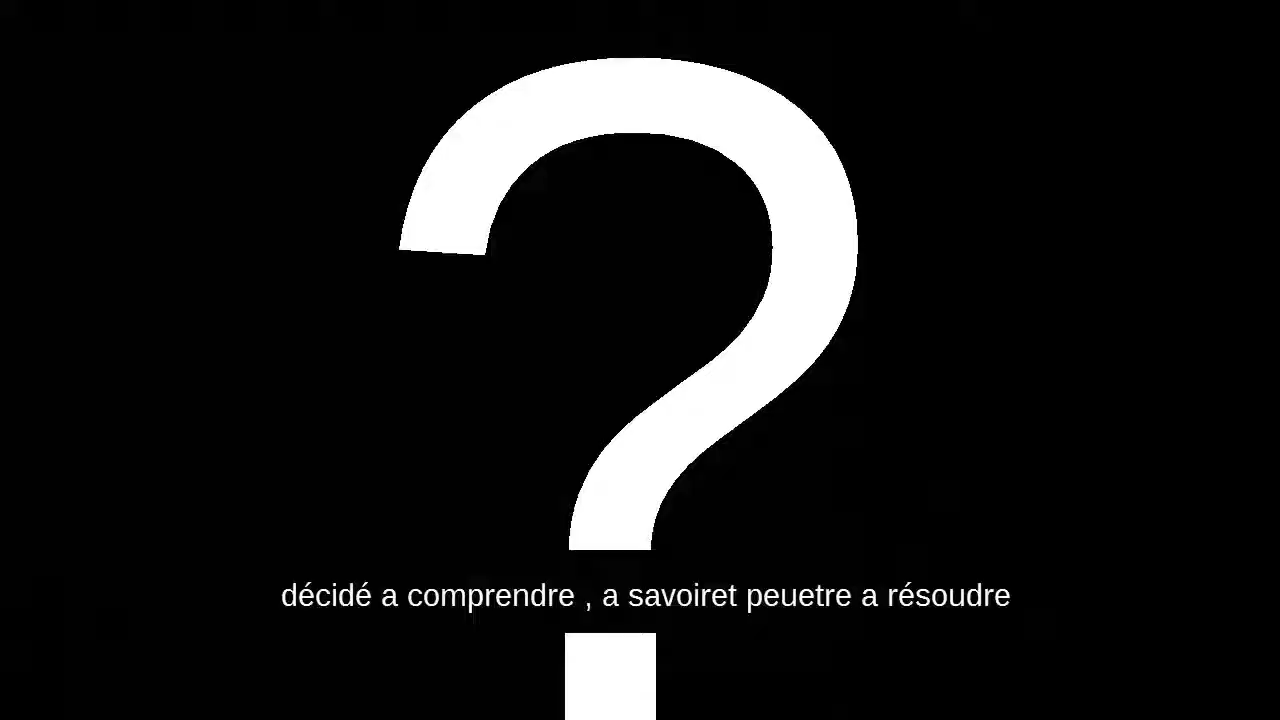 ?
décidé a comprendre , a savoiret peuetre a résoudre